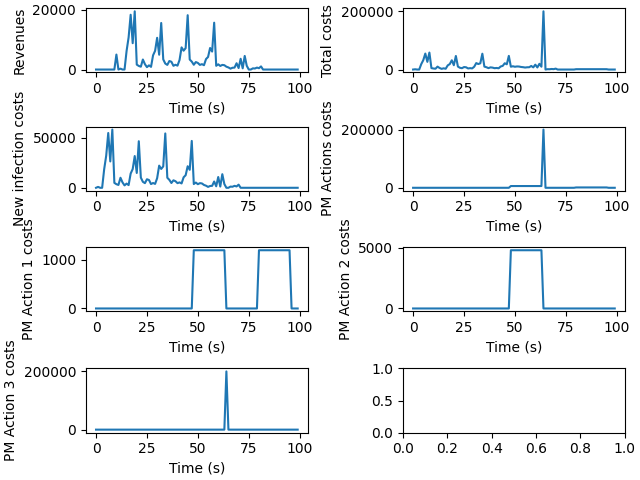 Revenues
20000
0
0 25 50 75 100
Time (s)
Total costs
200000
0
0 25 50 75 100
Time (s)
New infection costs
50000
0
0 25 50 75 100
Time (s)
PM Actions costs
200000
0
0 25 50 75 100
Time (s)
PM Action 1 costs
1000
0
0 25 50 75 100
Time (s)
PM Action 2 costs
5000
0
0 25 50 75 100
Time (s)
PM Action 3 costs
200000
0
0 25 50 75 100
Time (s)
1.0
0.5
0.0
0.0 0.2 0.4 0.6 0.8 1.0